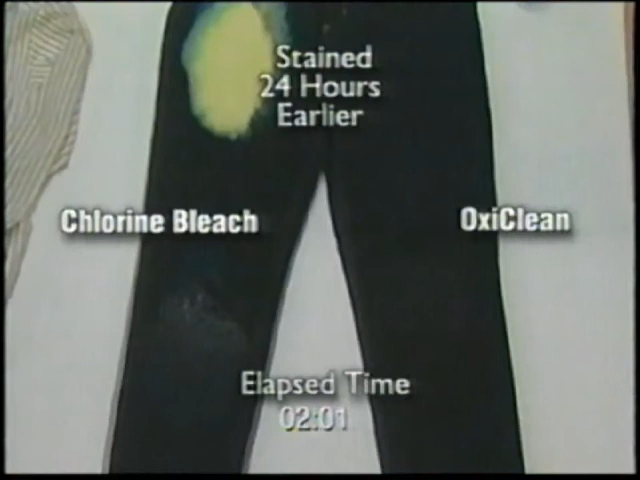 Stained
24 Hours
Earlier
Chlorine Bleach
OxiClean
Elapsed Time
02:01